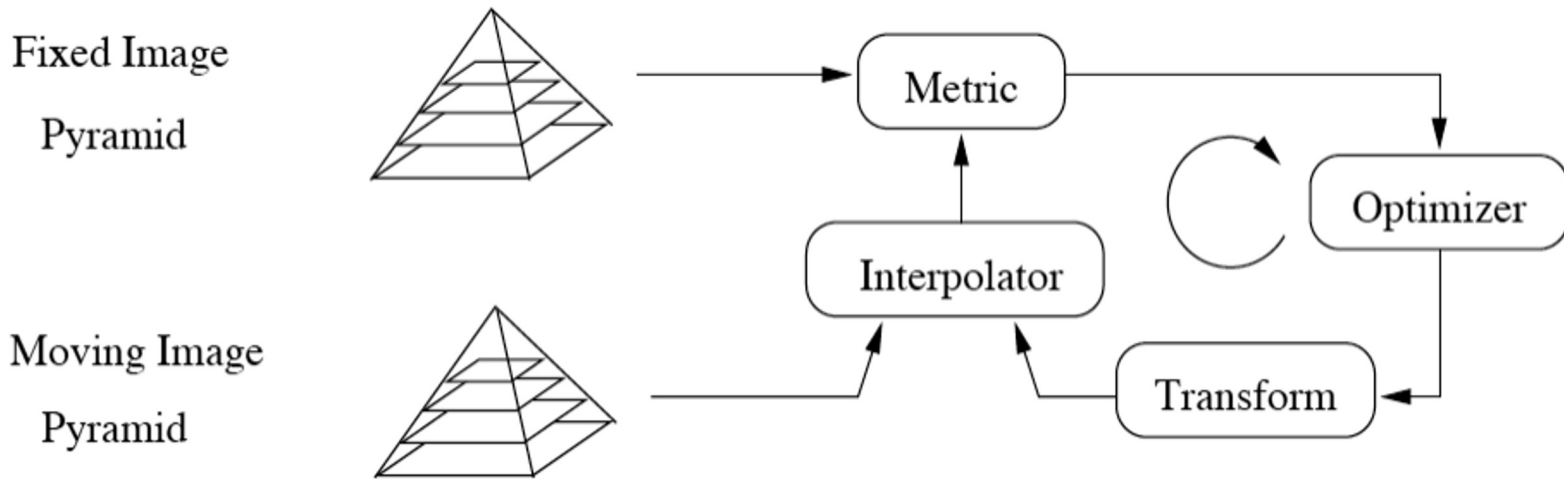 Fixed Image
Pyramid
Metric
Optimizer
Interpolator
Moving Image
Pyramid
Transform